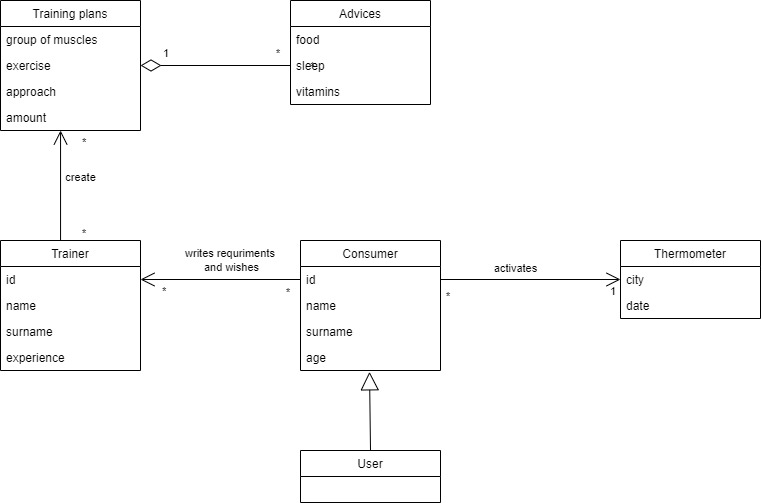 Training plans
group of muscles
exercise
approach
amount
Advices
food
sleep
vitamins
1
*
*
*
create
*
Trainer
id
name
surname
experience
writes requriments
and wishes
*
*
Consumer
id
name
surname
age
activates
*
1
Thermometer
city
date
User